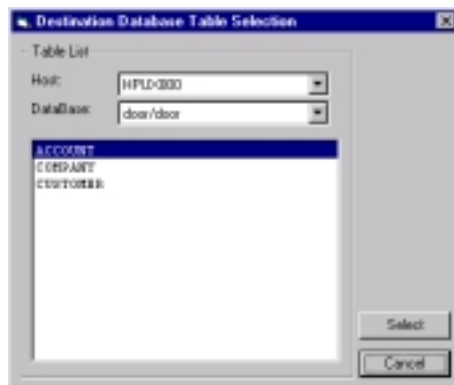 Destination Database Table Selection
Table List
Host:
DataBase:
door/door
ACCOUNT
COMPANY
CUSTOMER
Select
Cancel